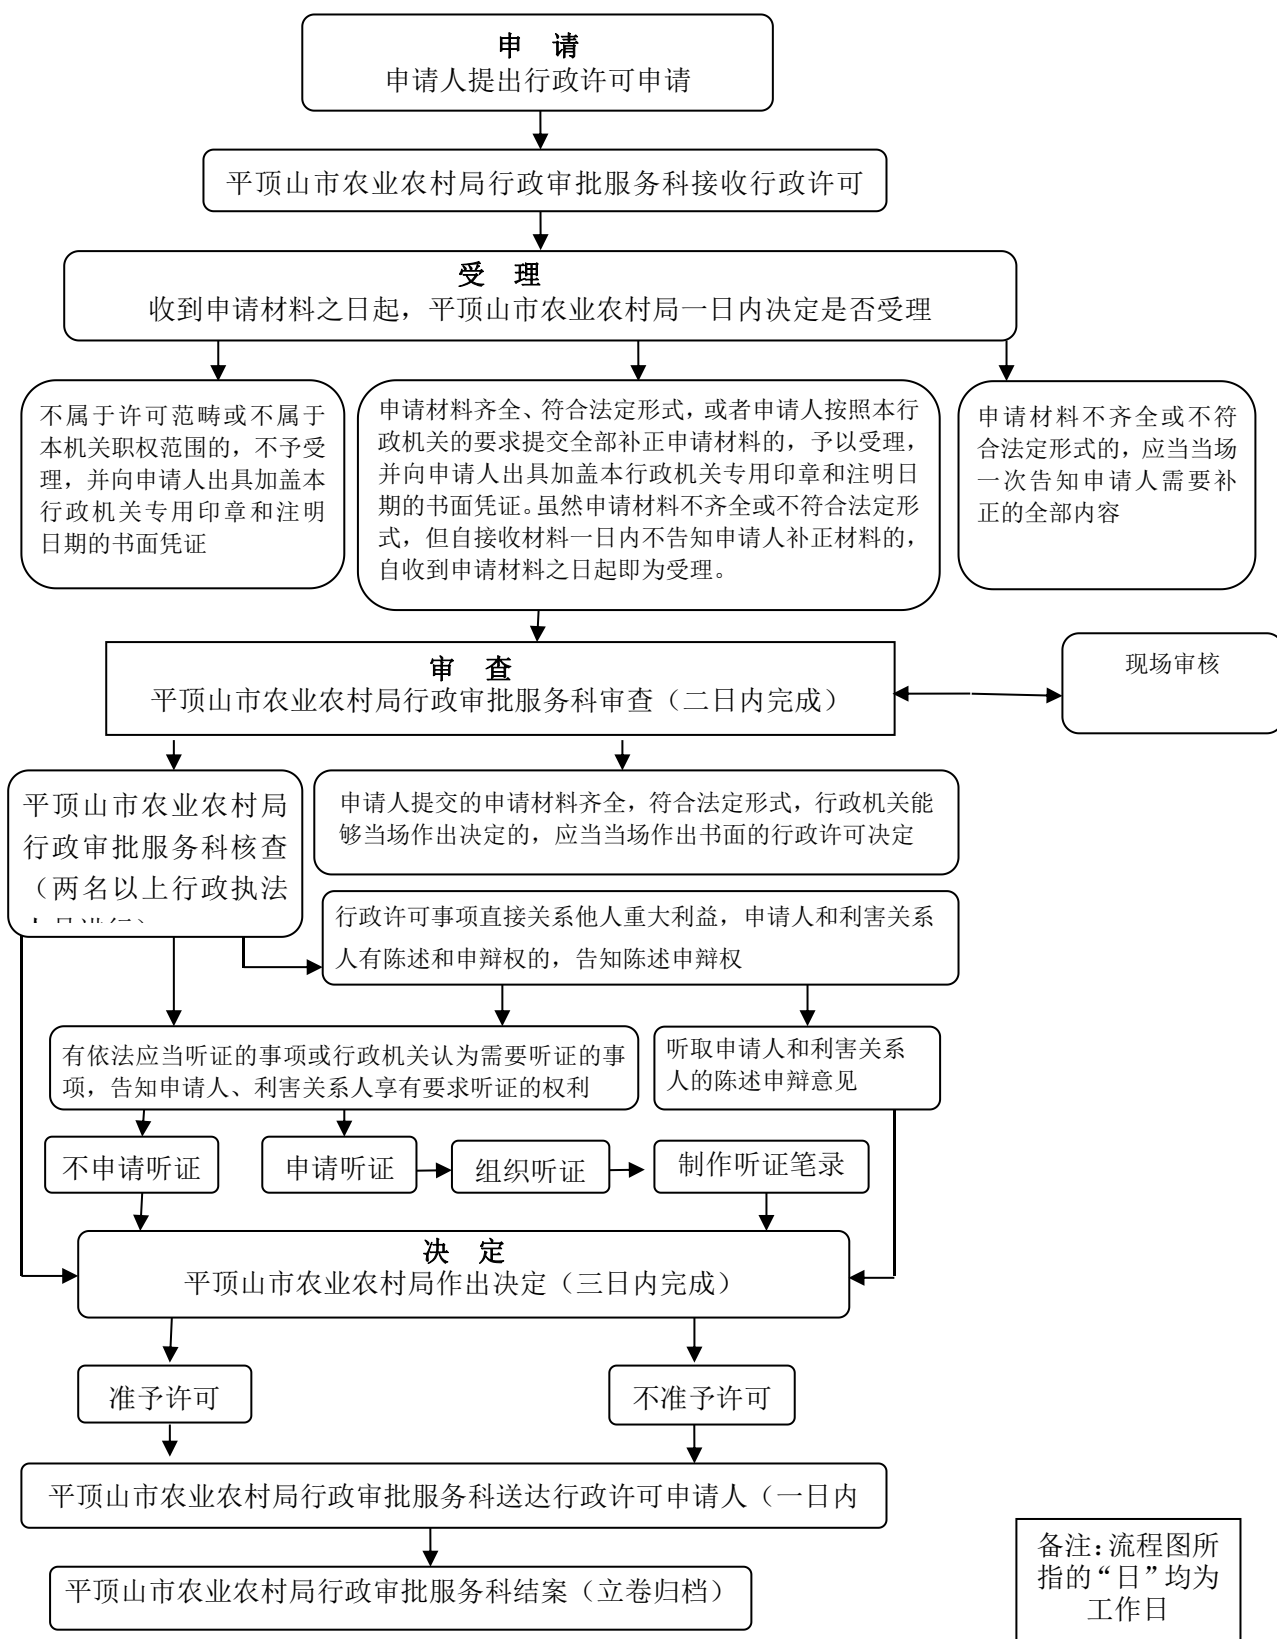 申 请
申请人提出行政许可申请
平顶山市农业农村局行政审批服务科接收行政许可
受 理
收到申请材料之日起，平顶山市农业农村局一日内决定是否受理
不属于许可范畴或不属于
本机关职权范围的，不予受
理，并向申请人出具加盖本
行政机关专用印章和注明
日期的书面凭证
申请材料齐全、符合法定形式，或者申请人按照本行
政机关的要求提交全部补正申请材料的，予以受理，
并向申请人出具加盖本行政机关专用印章和注明日
期的书面凭证。虽然申请材料不齐全或不符合法定形
式，但自接收材料一日内不告知申请人补正材料的，
自收到申请材料之日起即为受理。
申请材料不齐全或不符
合法定形式的，应当当场
一次告知申请人需要补
正的全部内容
审 查
平顶山市农业农村局行政审批服务科审查（二日内完成）
现场审核
平顶山市农业农村局
行政审批服务科核查
（两名以上行政执法
申请人提交的申请材料齐全，符合法定形式，行政机关能
够当场作出决定的，应当当场作出书面的行政许可决定
行政许可事项直接关系他人重大利益，申请人和利害关系
人有陈述和申辩权的，告知陈述申辩权
有依法应当听证的事项或行政机关认为需要听证的事
项，告知申请人、利害关系人享有要求听证的权利
听取申请人和利害关系
人的陈述申辩意见
不申请听证
申请听证
组织听证
制作听证笔录
决 定
平顶山市农业农村局作出决定（三日内完成）
准予许可
不准予许可
平顶山市农业农村局行政审批服务科送达行政许可申请人（一日内
平顶山市农业农村局行政审批服务科结案（立卷归档）
备注：流程图所
指的“日”均为
工作日